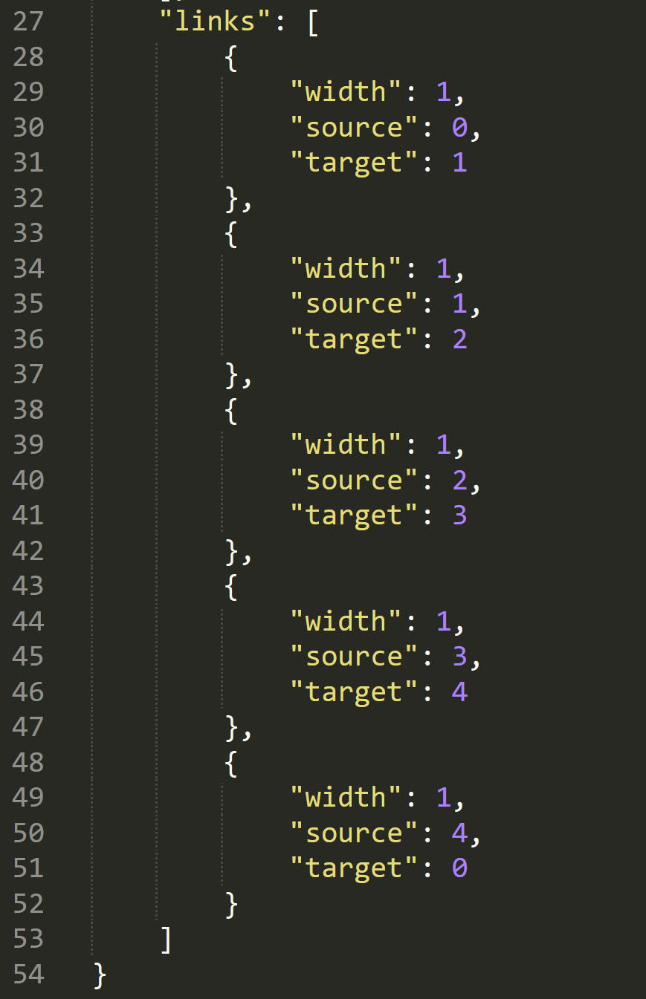 27 "links": [
28 {
29 "width": 1,
30 "source": 0,
31 "target": 1
32 },
33 {
34 "width": 1,
35 "source": 1,
36 "target": 2
37 },
38 {
39 "width": 1,
40 "source": 2,
41 "target": 3
42 },
43 {
44 "width": 1,
45 "source": 3,
46 "target": 4
47 },
48 {
49 "width": 1,
50 "source": 4,
51 "target": 0
52 }
53 ]
54 }